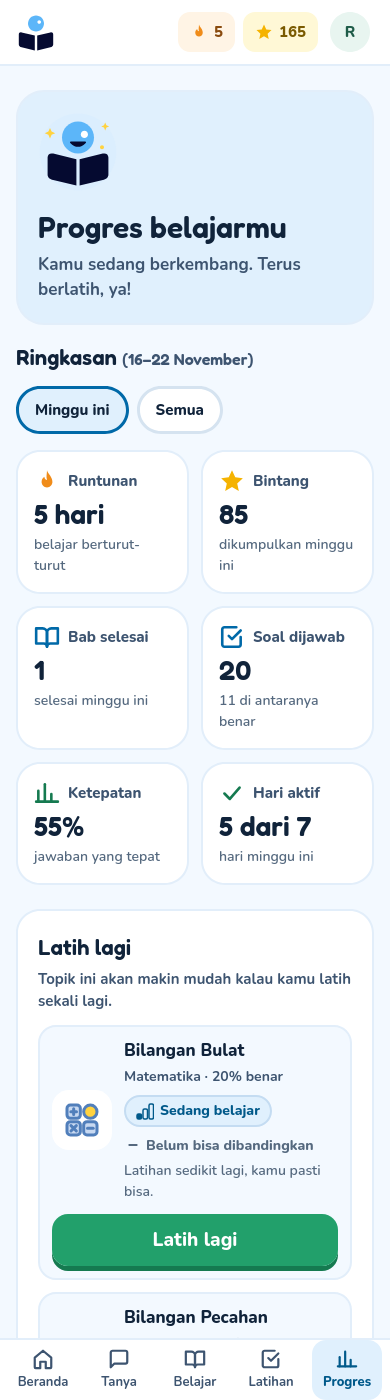 5
165
R
Progres belajarmu
Kamu sedang berkembang. Terus
berlatih, ya!
Ringkasan (16–22 November)
Minggu ini
Semua
Runtunan
5 hari
belajar berturut-
turut
Bintang
85
dikumpulkan minggu
ini
Bab selesai
1
selesai minggu ini
Soal dijawab
20
11 di antaranya
benar
Ketepatan
55%
jawaban yang tepat
Hari aktif
5 dari 7
hari minggu ini
Latih lagi
Topik ini akan makin mudah kalau kamu latih
sekali lagi.
Bilangan Bulat
Matematika · 20% benar
Sedang belajar
– Belum bisa dibandingkan
Latihan sedikit lagi, kamu pasti
bisa.
Latih lagi
Bilangan Pecahan
Beranda
Tanya
Belajar
Latihan
Progres